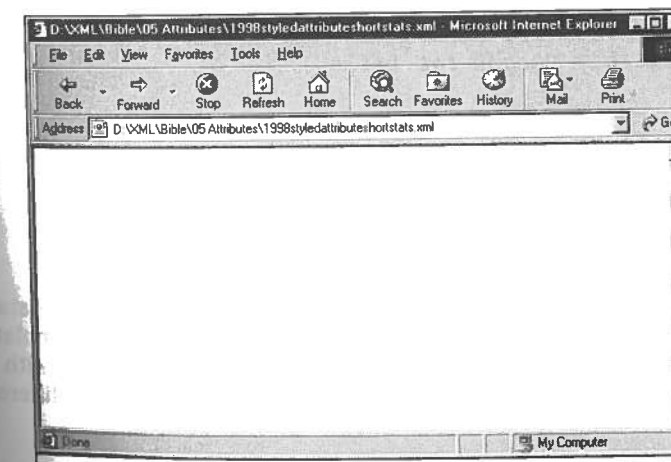 D:\XML\Bible\05 Attributes\1998styledattributeshortstats.xml - Microsoft Internet Explorer
File Edit View Favorites Tools Help
Back Forward Stop Refresh Home Search Favorites History Mail Print
Address D:\XML\Bible\05 Attributes\1998styledattributeshortstats.xml Go
Done My Computer